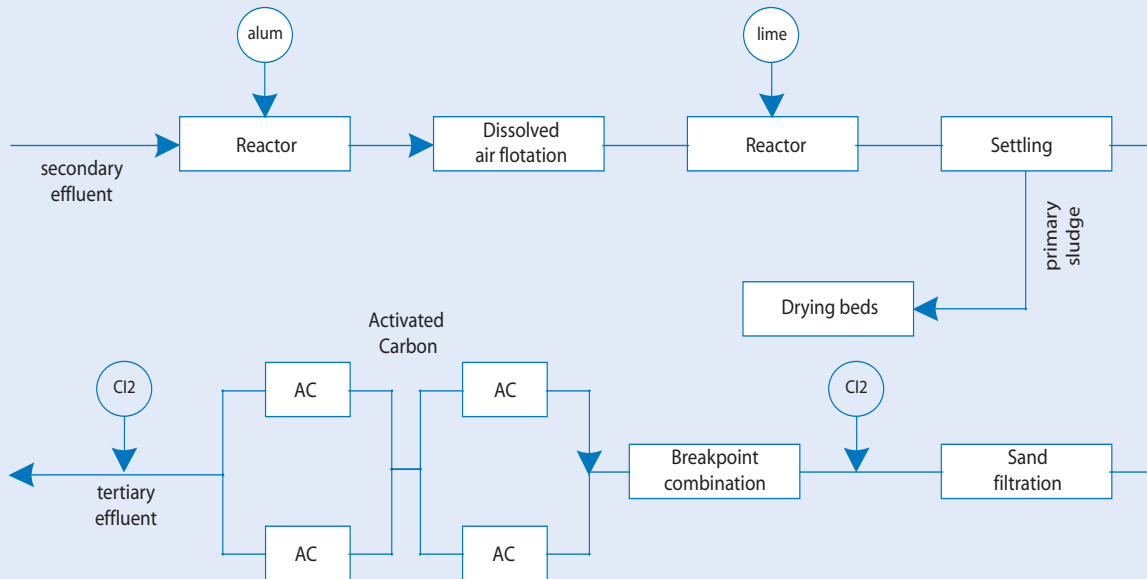 alum
lime
Reactor
Dissolved
air flotation
Reactor
Settling
secondary
effluent
primary
sludge
Drying beds
Activated
Carbon
Cl2
AC
AC
Cl2
Breakpoint
combination
Sand
filtration
tertiary
effluent
AC
AC